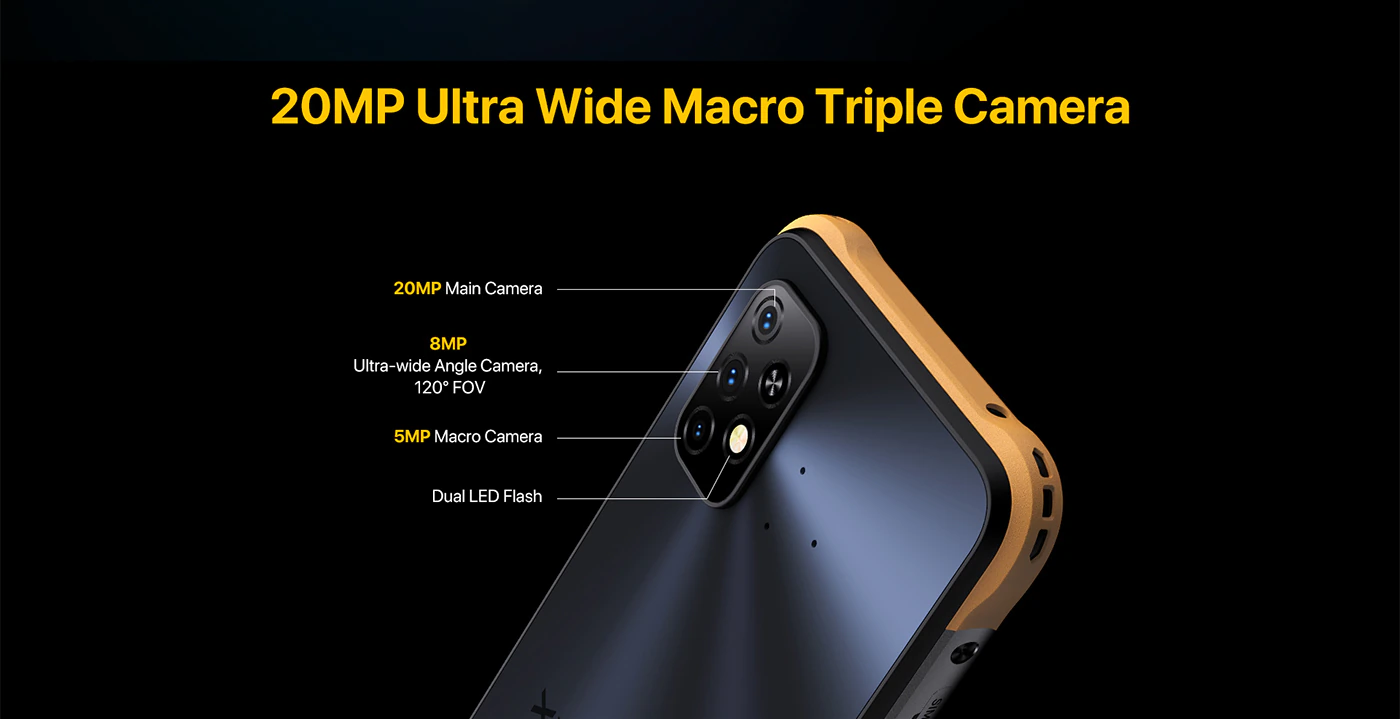 20MP Ultra Wide Macro Triple Camera
20MP Main Camera
8MP
Ultra-wide Angle Camera,
120° FOV
5MP Macro Camera
Dual LED Flash